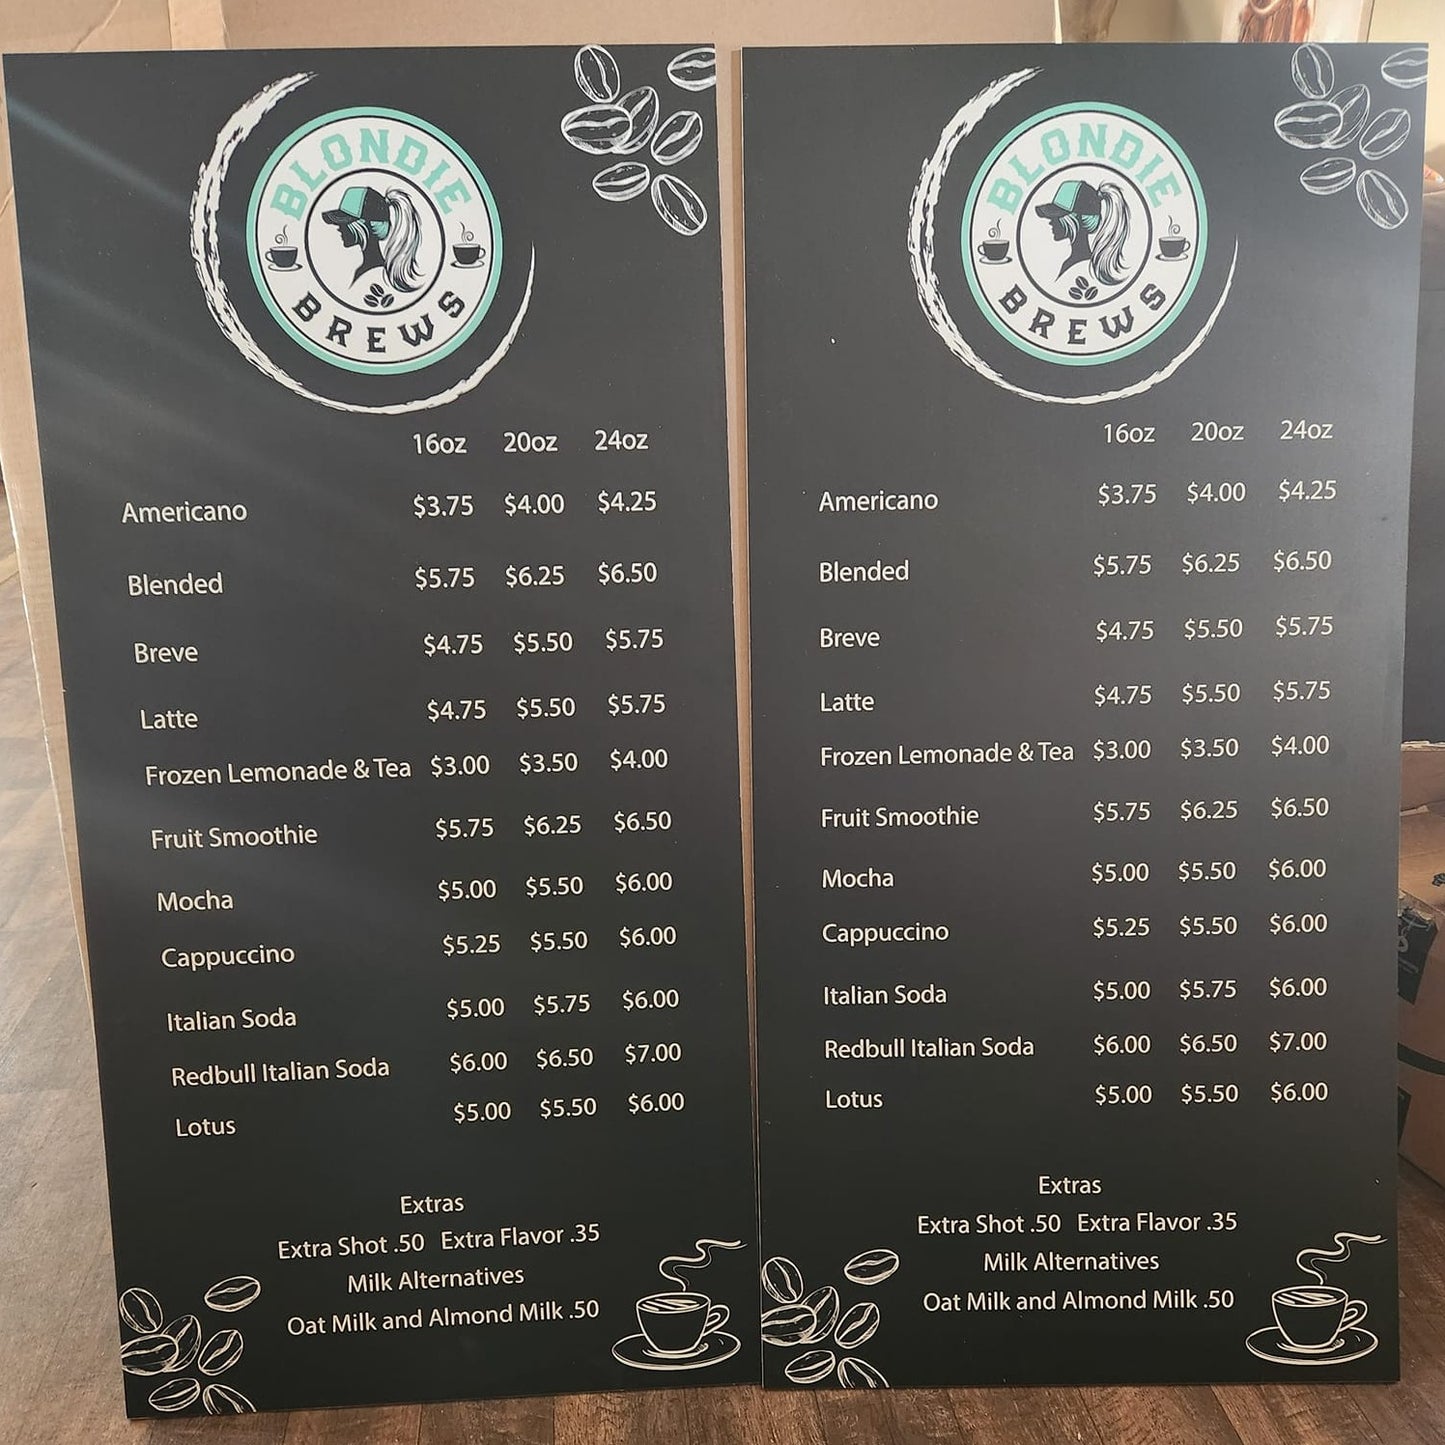 BLONDIE
BREWS
16oz 20oz 24oz
Americano $3.75 $4.00 $4.25
Blended $5.75 $6.25 $6.50
Breve $4.75 $5.50 $5.75
Latte $4.75 $5.50 $5.75
Frozen Lemonade & Tea $3.00 $3.50 $4.00
Fruit Smoothie $5.75 $6.25 $6.50
Mocha $5.00 $5.50 $6.00
Cappuccino $5.25 $5.50 $6.00
Italian Soda $5.00 $5.75 $6.00
Redbull Italian Soda $6.00 $6.50 $7.00
Lotus $5.00 $5.50 $6.00
Extras
Extra Shot .50 Extra Flavor .35
Milk Alternatives
Oat Milk and Almond Milk .50
BLONDIE
BREWS
16oz 20oz 24oz
Americano $3.75 $4.00 $4.25
Blended $5.75 $6.25 $6.50
Breve $4.75 $5.50 $5.75
Latte $4.75 $5.50 $5.75
Frozen Lemonade & Tea $3.00 $3.50 $4.00
Fruit Smoothie $5.75 $6.25 $6.50
Mocha $5.00 $5.50 $6.00
Cappuccino $5.25 $5.50 $6.00
Italian Soda $5.00 $5.75 $6.00
Redbull Italian Soda $6.00 $6.50 $7.00
Lotus $5.00 $5.50 $6.00
Extras
Extra Shot .50 Extra Flavor .35
Milk Alternatives
Oat Milk and Almond Milk .50